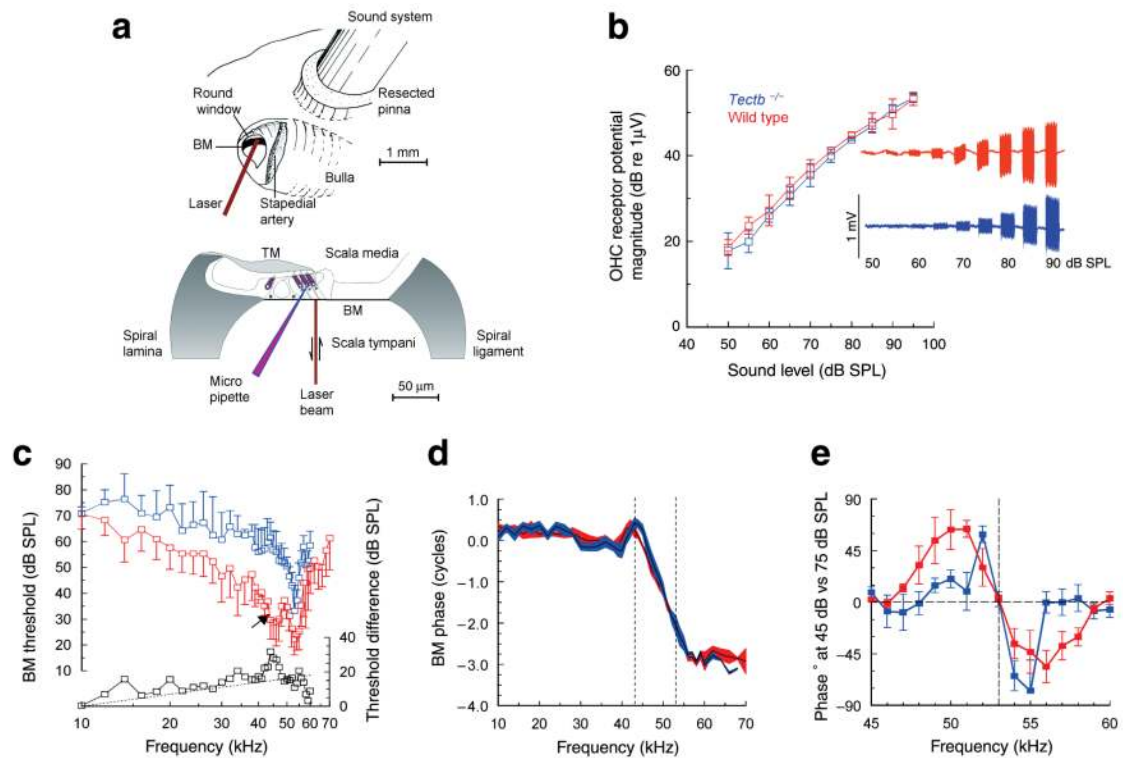 a
Sound system
Round
window
BM
Resected
pinna
1 mm
Bulla
Laser
Stapedial
artery
TM
Scala media
BM
Spiral
lamina
Scala tympani
Spiral
ligament
Micro
pipette
Laser
beam
50 μm
b
OHC receptor potential
magnitude (dB re 1μV)
60
40
20
0
Tectb −/−
Wild type
1 mV
50 60 70 80 90 dB SPL
40 50 60 70 80 90 100
Sound level (dB SPL)
c
BM threshold (dB SPL)
90
80
70
60
50
40
30
20
10
Threshold difference (dB SPL)
40
20
0
10 20 30 40 50 60 70
Frequency (kHz)
d
BM phase (cycles)
1.0
0.0
−1.0
−2.0
−3.0
−4.0
10 20 30 40 50 60 70
Frequency (kHz)
e
Phase ° at 45 dB vs 75 dB SPL
90
45
0
−45
−90
45 50 55 60
Frequency (kHz)